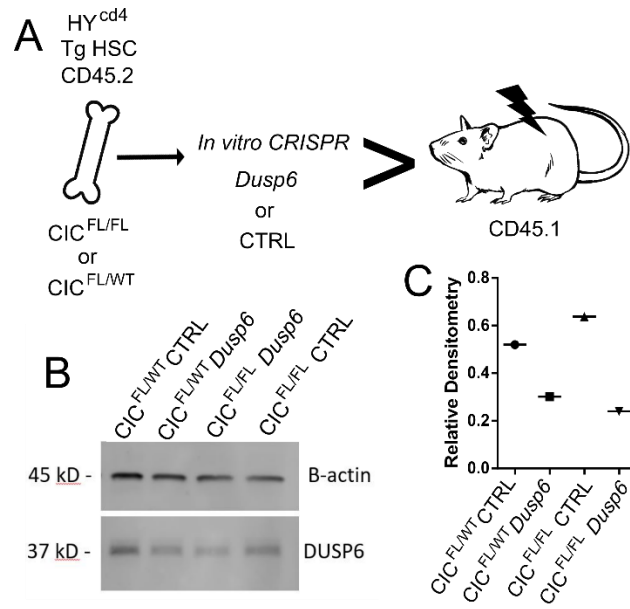 A
HY^cd4
Tg HSC
CD45.2
CIC^FL/FL
or
CIC^FL/WT
In vitro CRISPR
Dusp6
or
CTRL
>
CD45.1
B
CIC^FL/WT CTRL
CIC^FL/WT Dusp6
CIC^FL/FL Dusp6
CIC^FL/FL CTRL
45 kD -
B-actin
37 kD -
DUSP6
C
Relative Densitometry
0.8
0.6
0.4
0.2
0.0
CIC^FL/WT CTRL
CIC^FL/WT Dusp6
CIC^FL/FL CTRL
CIC^FL/FL Dusp6